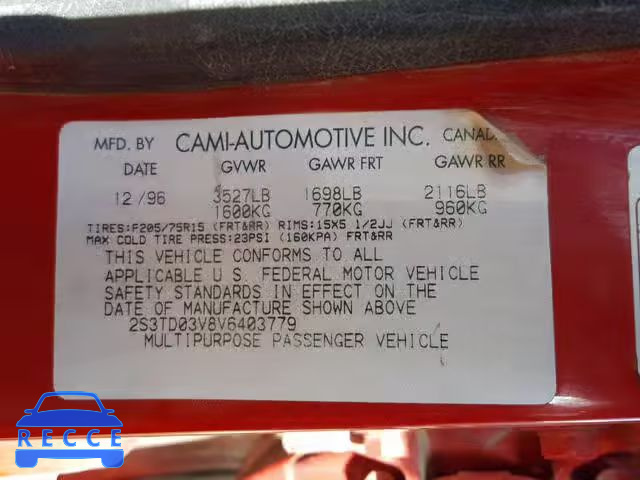 MFD. BY CAMI-AUTOMOTIVE INC. CANAD
DATE GVWR GAWR FRT GAWR RR
12/96 3527LB 1698LB 2116LB
1600KG 770KG 960KG
TIRES:F205/75R15 (FRT&RR) RIMS:15X5 1/2JJ (FRT&RR)
MAX COLD TIRE PRESS:23PSI (160KPA) FRT&RR
THIS VEHICLE CONFORMS TO ALL
APPLICABLE U S. FEDERAL MOTOR VEHICLE
SAFETY STANDARDS IN EFFECT ON THE
DATE OF MANUFACTURE SHOWN ABOVE
2S3TD03V8V6403779
MULTIPURPOSE PASSENGER VEHICLE
RECCE